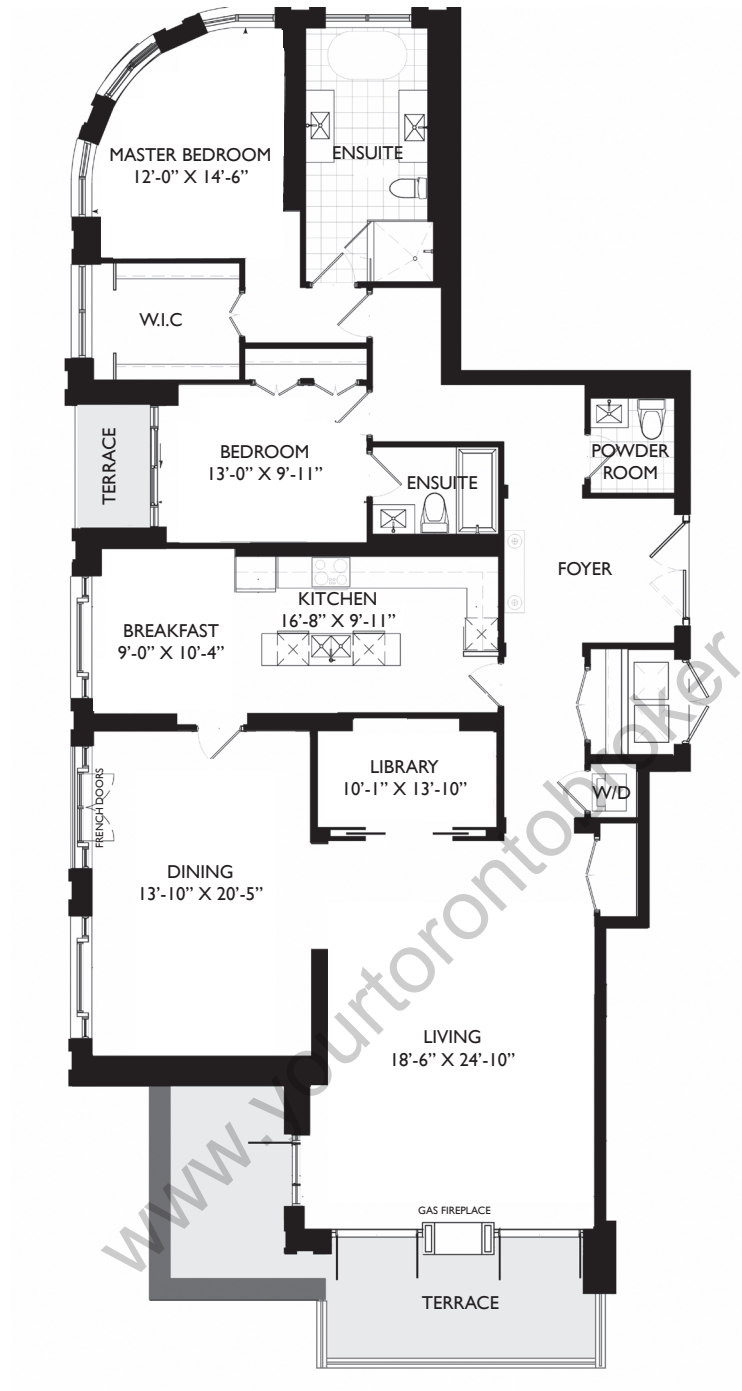 MASTER BEDROOM
12'-0” X 14'-6”
ENSUITE
W.I.C
TERRACE
BEDROOM
13'-0” X 9'-11”
ENSUITE
POWDER
ROOM
FOYER
KITCHEN
16'-8” X 9'-11”
BREAKFAST
9'-0” X 10'-4”
LIBRARY
10'-1” X 13'-10”
W/D
FRENCH DOORS
DINING
13'-10” X 20'-5”
LIVING
18'-6” X 24'-10”
GAS FIREPLACE
TERRACE
www.yourtorontobroker